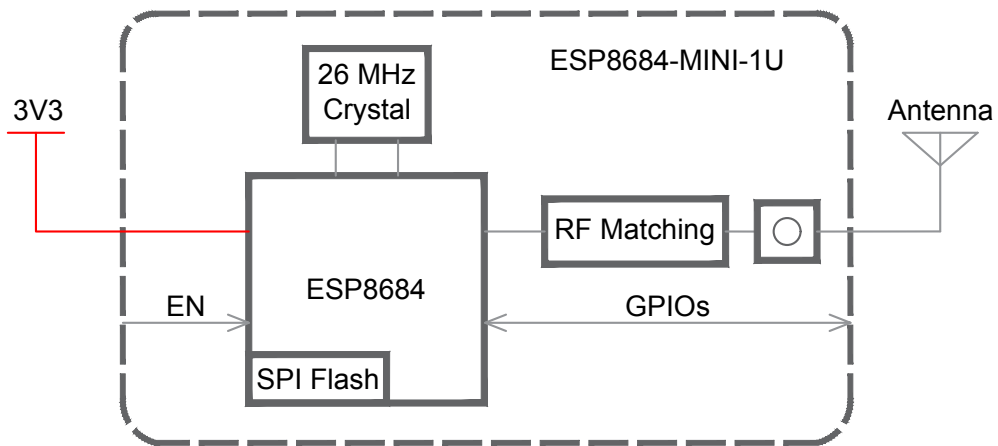 ESP8684-MINI-1U
26 MHz
Crystal
3V3
Antenna
RF Matching
ESP8684
EN
GPIOs
SPI Flash